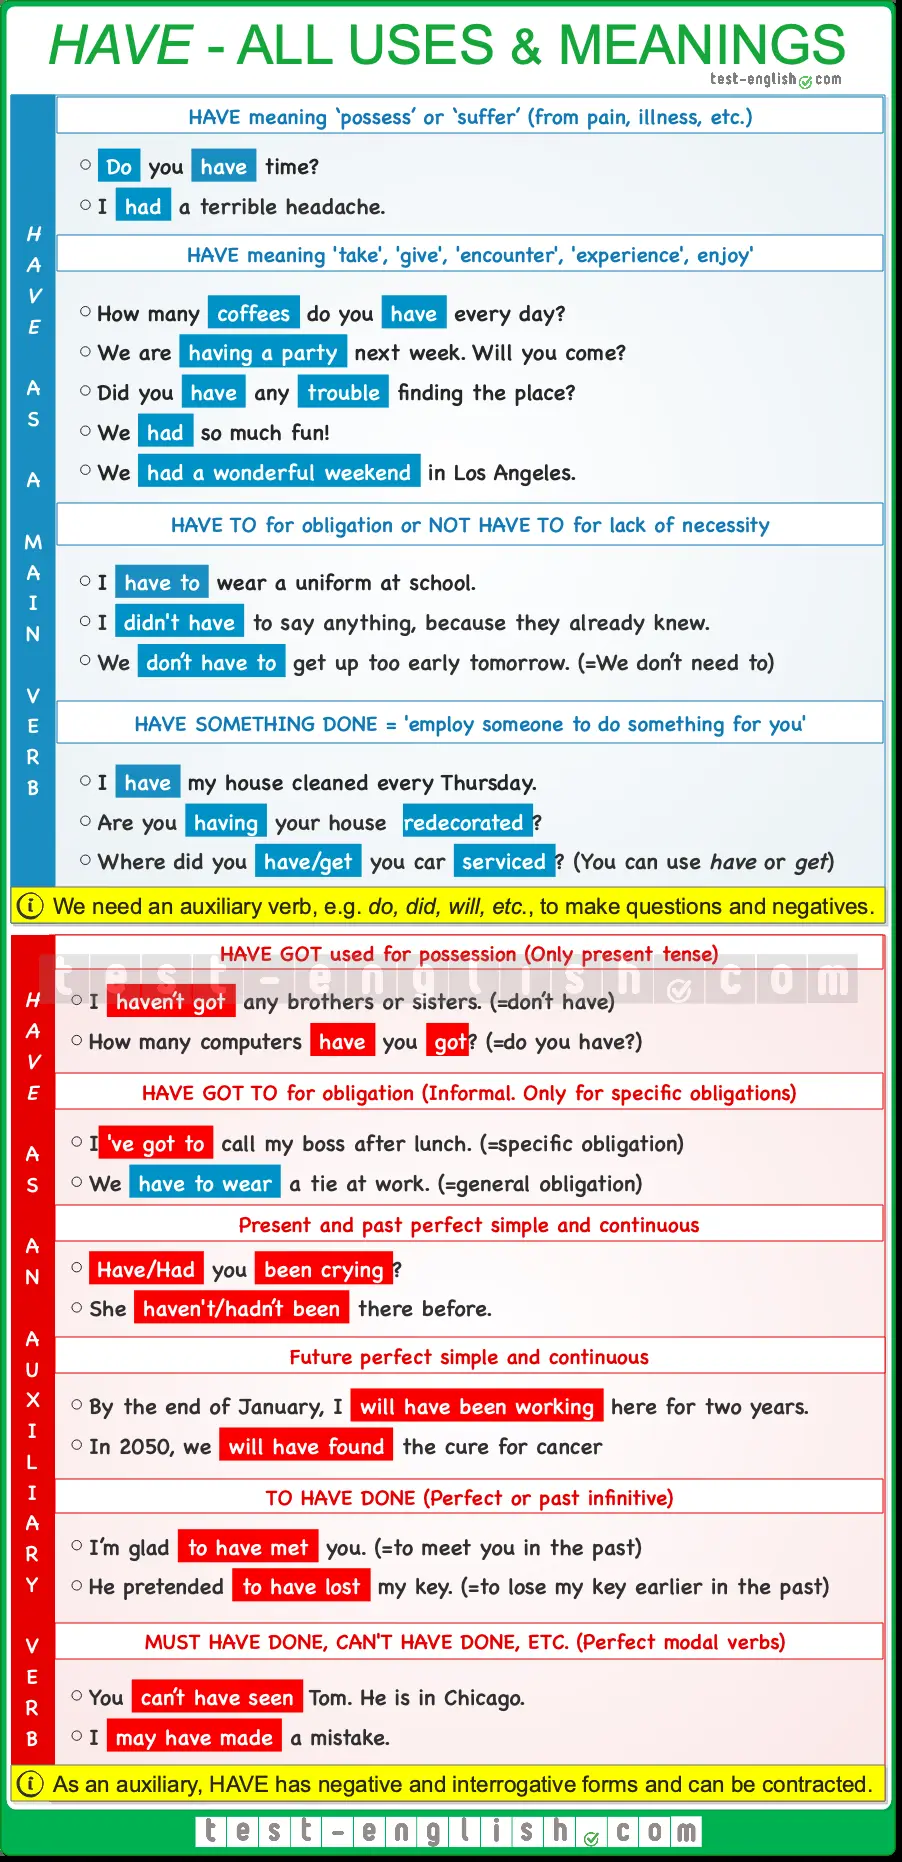 HAVE - ALL USES & MEANINGS
test-english.com
HAVE AS A MAIN VERB
HAVE meaning ‘possess’ or ‘suffer’ (from pain, illness, etc.)
Do you have time?
I had a terrible headache.
HAVE meaning 'take', 'give', 'encounter', 'experience', enjoy'
How many coffees do you have every day?
We are having a party next week. Will you come?
Did you have any trouble finding the place?
We had so much fun!
We had a wonderful weekend in Los Angeles.
HAVE TO for obligation or NOT HAVE TO for lack of necessity
I have to wear a uniform at school.
I didn't have to say anything, because they already knew.
We don’t have to get up too early tomorrow. (=We don’t need to)
HAVE SOMETHING DONE = 'employ someone to do something for you'
I have my house cleaned every Thursday.
Are you having your house redecorated ?
Where did you have/get you car serviced ? (You can use have or get)
We need an auxiliary verb, e.g. do, did, will, etc., to make questions and negatives.
HAVE AS AN AUXILIARY VERB
HAVE GOT used for possession (Only present tense)
test-english.com
I haven’t got any brothers or sisters. (=don’t have)
How many computers have you got? (=do you have?)
HAVE GOT TO for obligation (Informal. Only for specific obligations)
I 've got to call my boss after lunch. (=specific obligation)
We have to wear a tie at work. (=general obligation)
Present and past perfect simple and continuous
Have/Had you been crying ?
She haven't/hadn’t been there before.
Future perfect simple and continuous
By the end of January, I will have been working here for two years.
In 2050, we will have found the cure for cancer
TO HAVE DONE (Perfect or past infinitive)
I’m glad to have met you. (=to meet you in the past)
He pretended to have lost my key. (=to lose my key earlier in the past)
MUST HAVE DONE, CAN'T HAVE DONE, ETC. (Perfect modal verbs)
You can’t have seen Tom. He is in Chicago.
I may have made a mistake.
As an auxiliary, HAVE has negative and interrogative forms and can be contracted.
test-english.com